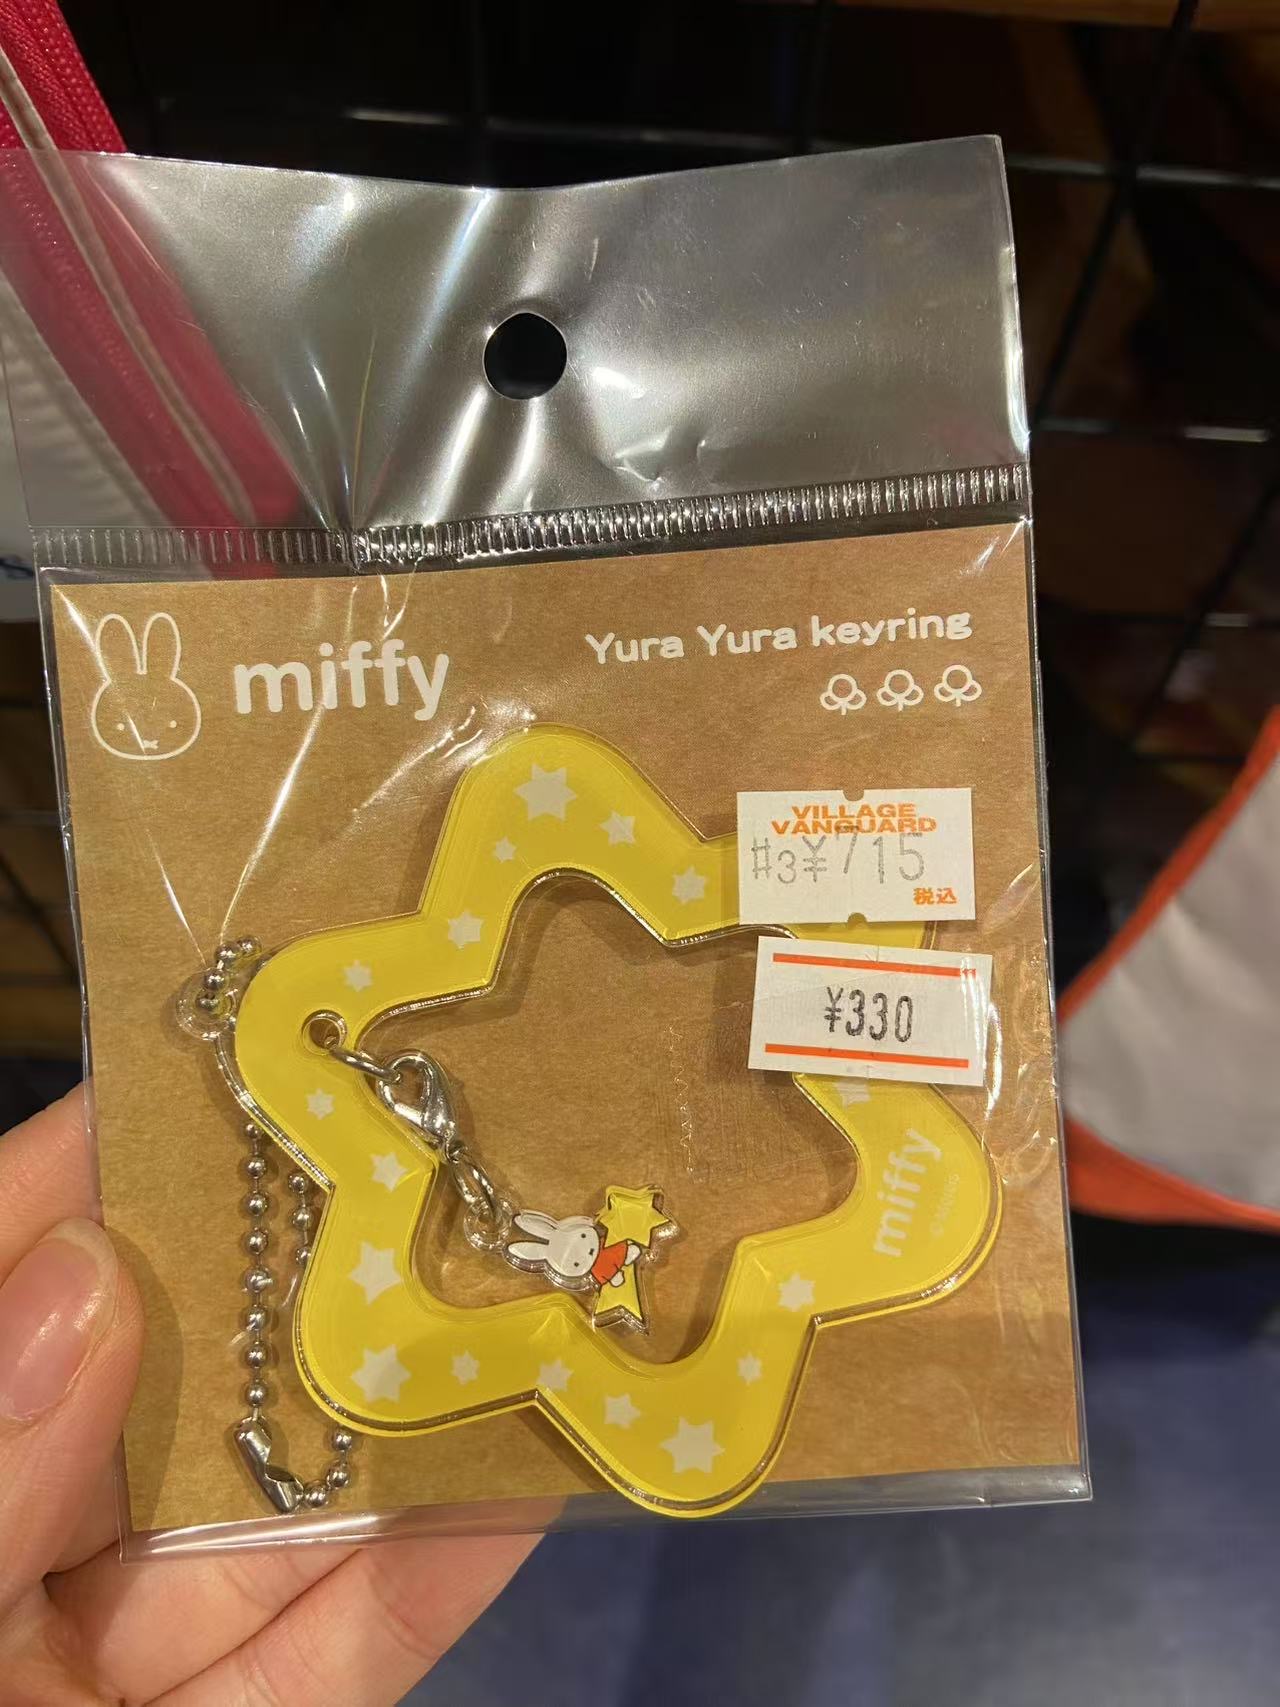 miffy
Yura Yura keyring
VILLAGE
VANGUARD
#3¥715
税込
¥330
miffy